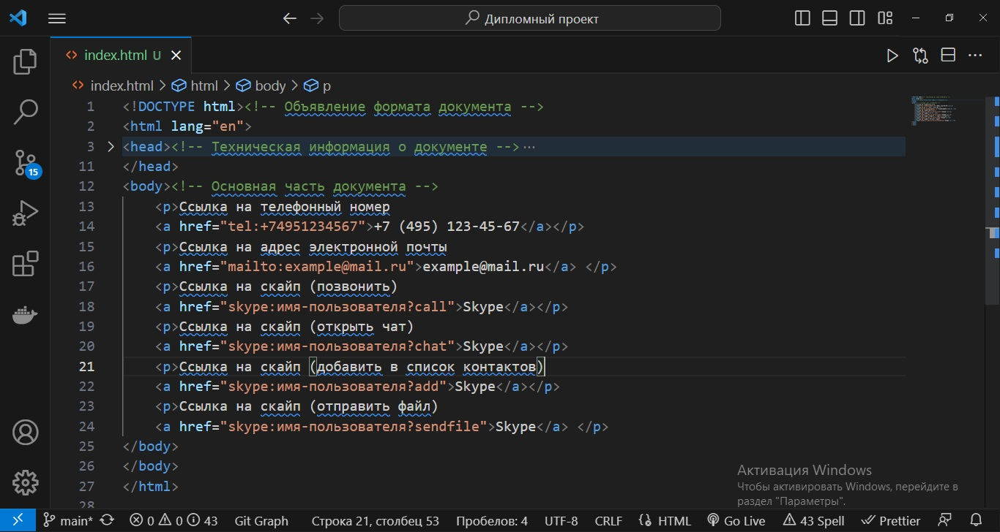 Дипломный проект
index.html U
index.html > html > body > p
1 <!DOCTYPE html><!-- Объявление формата документа -->
2 <html lang="en">
3 <head><!-- Техническая информация о документе -->···
11 </head>
12 <body><!-- Основная часть документа -->
13 <p>Ссылка на телефонный номер
14 <a href="tel:+74951234567">+7 (495) 123-45-67</a></p>
15 <p>Ссылка на адрес электронной почты
16 <a href="mailto:example@mail.ru">example@mail.ru</a> </p>
17 <p>Ссылка на скайп (позвонить)
18 <a href="skype:имя-пользователя?call">Skype</a></p>
19 <p>Ссылка на скайп (открыть чат)
20 <a href="skype:имя-пользователя?chat">Skype</a></p>
21 <p>Ссылка на скайп (добавить в список контактов)
22 <a href="skype:имя-пользователя?add">Skype</a></p>
23 <p>Ссылка на скайп (отправить файл)
24 <a href="skype:имя-пользователя?sendfile">Skype</a> </p>
25 </body>
26 </body>
27 </html>
28
15
Активация Windows
Чтобы активировать Windows, перейдите в
раздел "Параметры".
main* 0 0 43 Git Graph Строка 21, столбец 53 Пробелов: 4 UTF-8 CRLF HTML Go Live 43 Spell Prettier